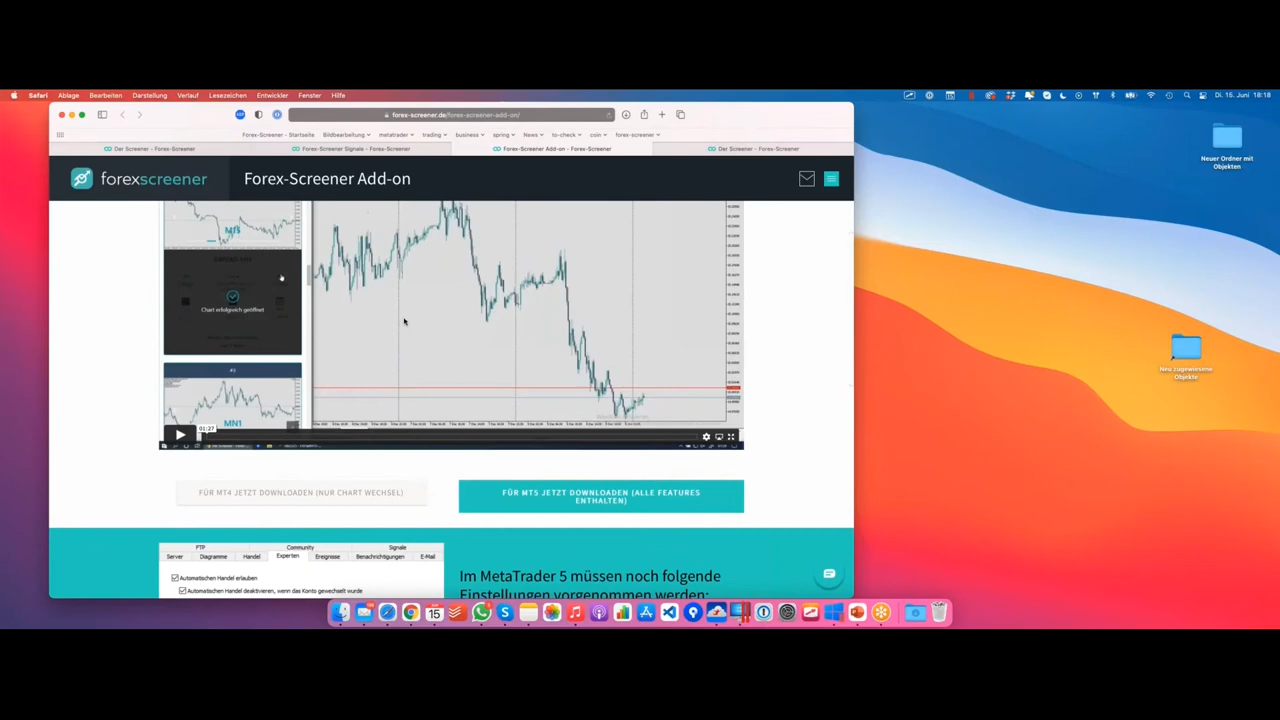 Safari Ablage Bearbeiten Darstellung Verlauf Lesezeichen Entwickler Fenster Hilfe
Di. 15. Juni 18:18
forex-screener.de/forex-screener-add-on/
Forex-Screener - Startseite Bildbearbeitung metatrader trading business spring News to-check coin forex-screener
Der Screener - Forex-Screener Forex-Screener Signale - Forex-Screener Forex-Screener Add-on - Forex-Screener Der Screener - Forex-Screener
forexscreener Forex-Screener Add-on
Neuer Ordner mit
Objekten
M15
Chart erfolgreich geöffnet
#2
MN1
01:27
Neu zugewiesene
Objekte
FÜR MT4 JETZT DOWNLOADEN (NUR CHART WECHSEL)
FÜR MT5 JETZT DOWNLOADEN (ALLE FEATURES
ENTHALTEN)
FTP Community Signale
Server Diagramme Handel Experten Ereignisse Benachrichtigungen E-Mail
Automatischen Handel erlauben
Automatischen Handel deaktivieren, wenn das Konto gewechselt wurde
Im MetaTrader 5 müssen noch folgende
Einstellungen vorgenommen werden:
15